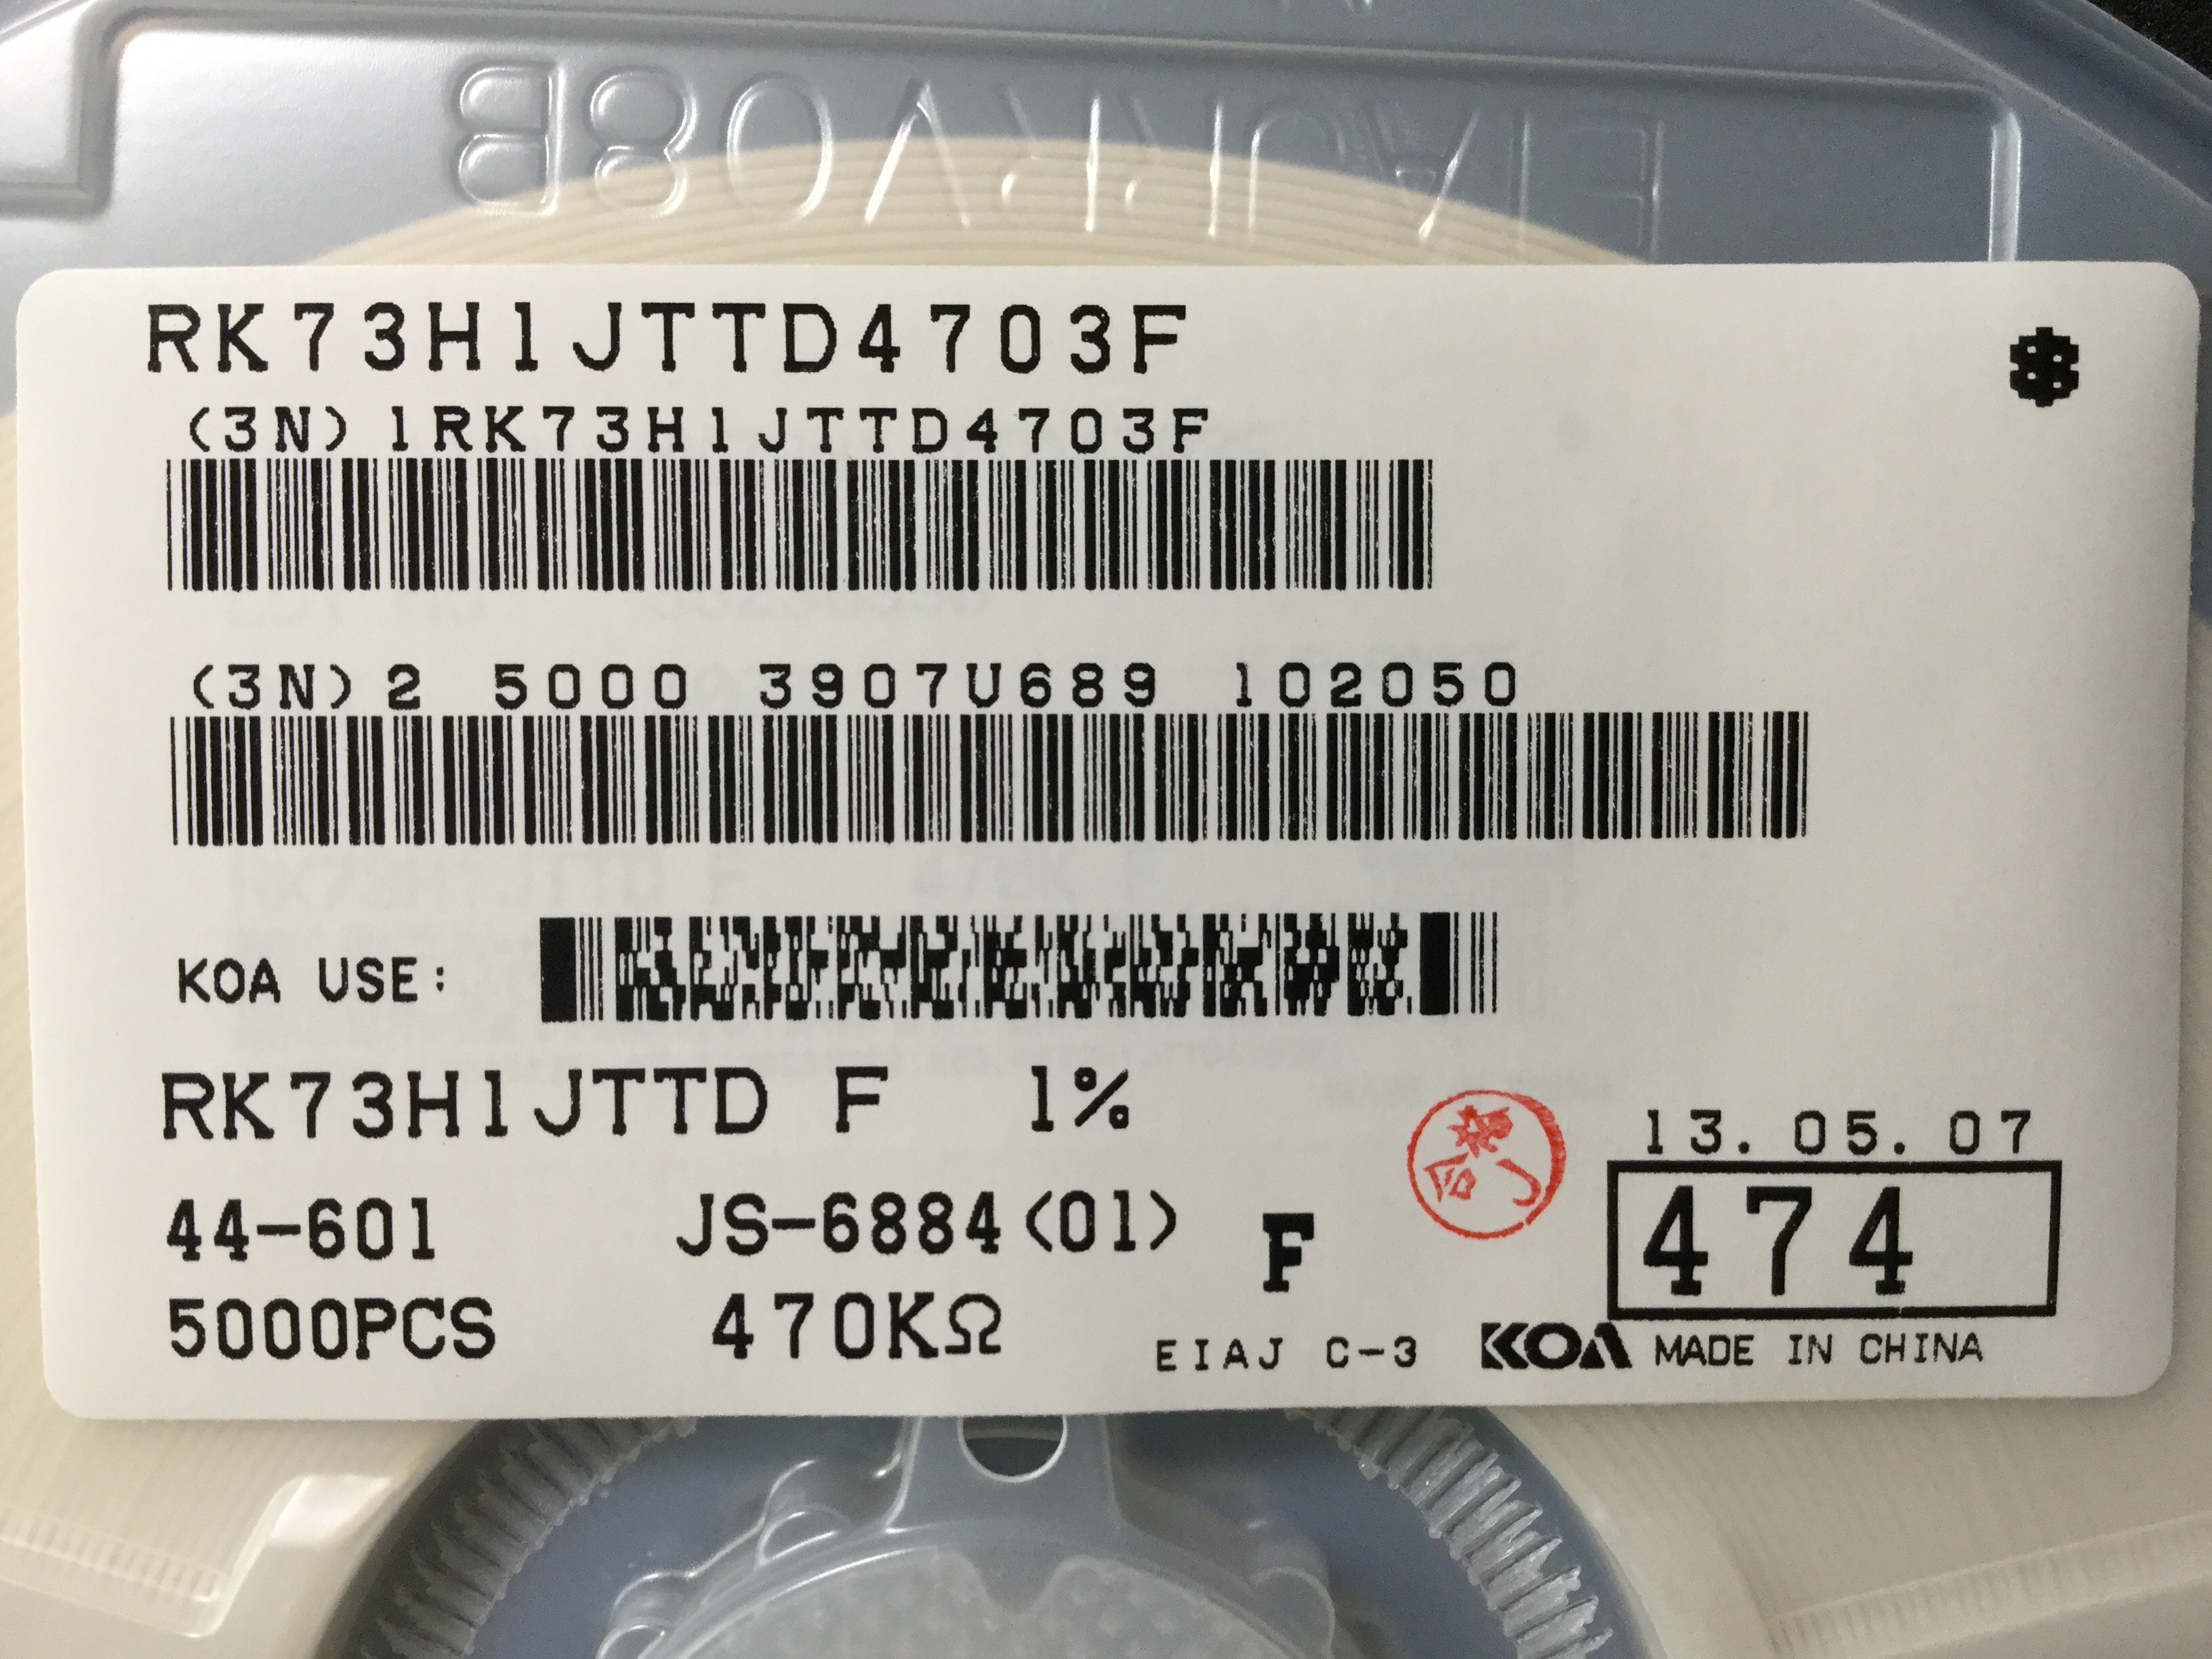 EIAJRRV08B
RK73H1JTTD4703F
(3N)1RK73H1JTTD4703F
(3N)2 5000 3907U689 102050
KOA USE:
RK73H1JTTD F 1%
13.05.07
44-601 JS-6884(01) F 474
5000PCS 470KΩ EIAJ C-3 KOA MADE IN CHINA